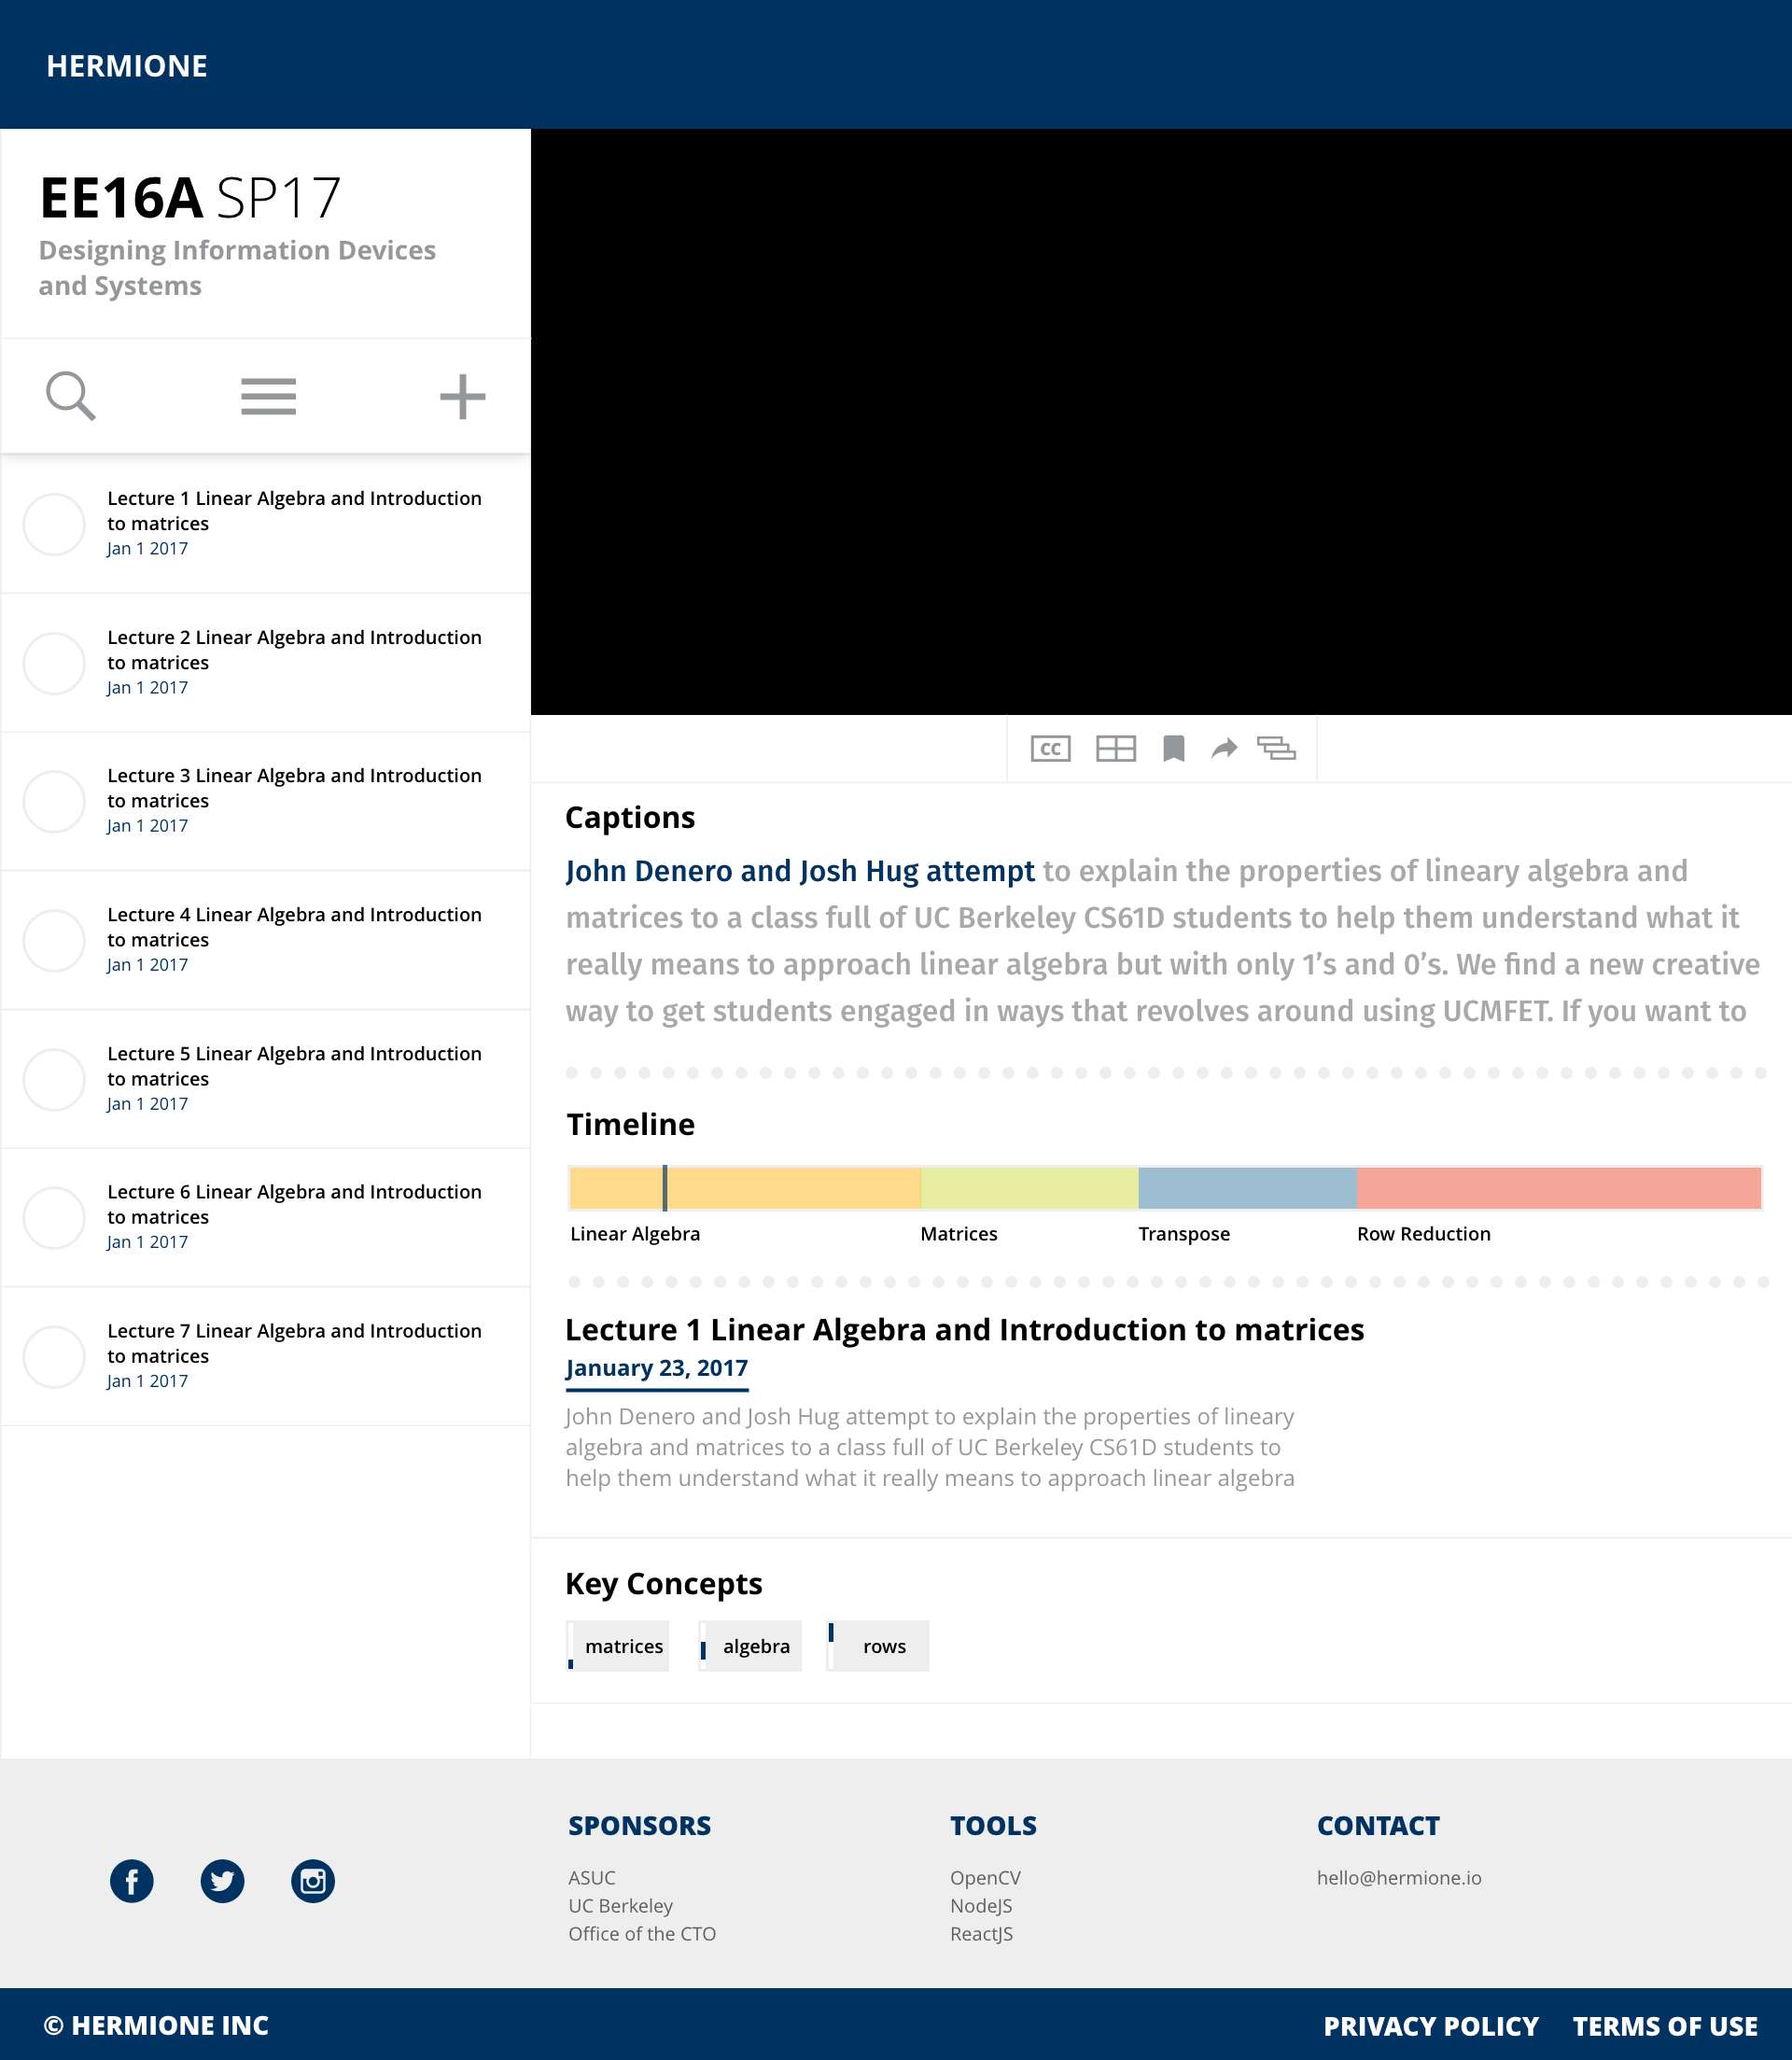 HERMIONE
EE16A SP17
Designing Information Devices
and Systems
Lecture 1 Linear Algebra and Introduction
to matrices
Jan 1 2017
Lecture 2 Linear Algebra and Introduction
to matrices
Jan 1 2017
Lecture 3 Linear Algebra and Introduction
to matrices
Jan 1 2017
Lecture 4 Linear Algebra and Introduction
to matrices
Jan 1 2017
Lecture 5 Linear Algebra and Introduction
to matrices
Jan 1 2017
Lecture 6 Linear Algebra and Introduction
to matrices
Jan 1 2017
Lecture 7 Linear Algebra and Introduction
to matrices
Jan 1 2017
CC
Captions
John Denero and Josh Hug attempt to explain the properties of lineary algebra and
matrices to a class full of UC Berkeley CS61D students to help them understand what it
really means to approach linear algebra but with only 1’s and 0’s. We find a new creative
way to get students engaged in ways that revolves around using UCMFET. If you want to
Timeline
Linear Algebra Matrices Transpose Row Reduction
Lecture 1 Linear Algebra and Introduction to matrices
January 23, 2017
John Denero and Josh Hug attempt to explain the properties of lineary
algebra and matrices to a class full of UC Berkeley CS61D students to
help them understand what it really means to approach linear algebra
Key Concepts
matrices algebra rows
SPONSORS
ASUC
UC Berkeley
Office of the CTO
TOOLS
OpenCV
NodeJS
ReactJS
CONTACT
hello@hermione.io
© HERMIONE INC
PRIVACY POLICY TERMS OF USE